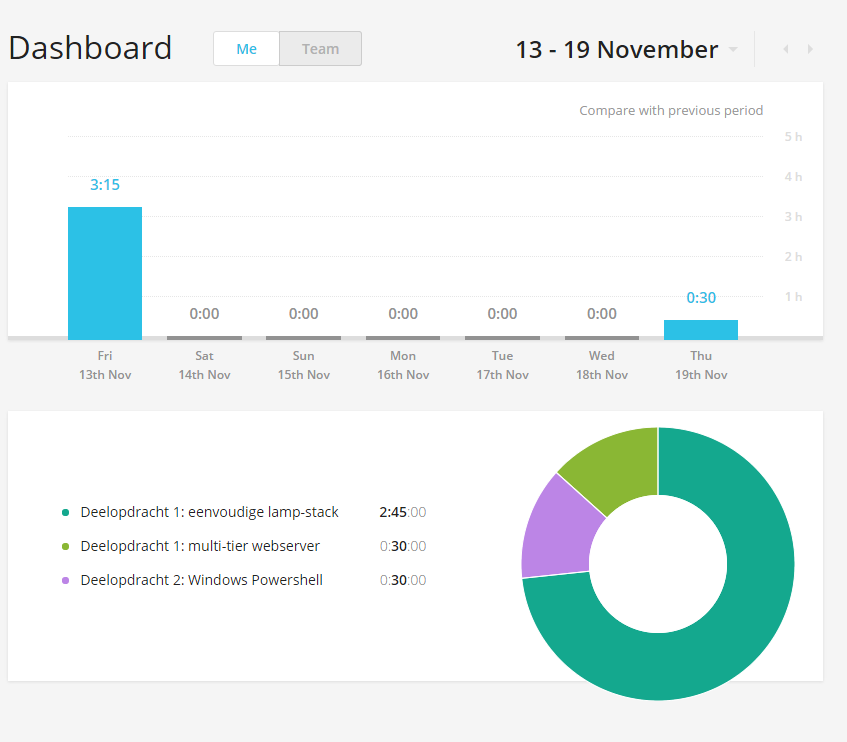 Dashboard Me Team 13 - 19 November
Compare with previous period
5 h
4 h
3:15
3 h
2 h
0:30
1 h
0:00 0:00 0:00 0:00 0:00
Fri Sat Sun Mon Tue Wed Thu
13th Nov 14th Nov 15th Nov 16th Nov 17th Nov 18th Nov 19th Nov
Deelopdracht 1: eenvoudige lamp-stack 2:45:00
Deelopdracht 1: multi-tier webserver 0:30:00
Deelopdracht 2: Windows Powershell 0:30:00